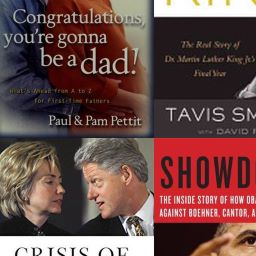 Congratulations,
you're gonna
be a dad!
What's Ahead from A to Z
for First-Time Fathers
Paul & Pam Pettit
The Real Story of
Dr. Martin Luther King Jr.'s
Final Year
TAVIS SM
WITH DAVID
CRISIS OF
SHOWD
THE INSIDE STORY OF HOW OBA
AGAINST BOEHNER, CANTOR, A